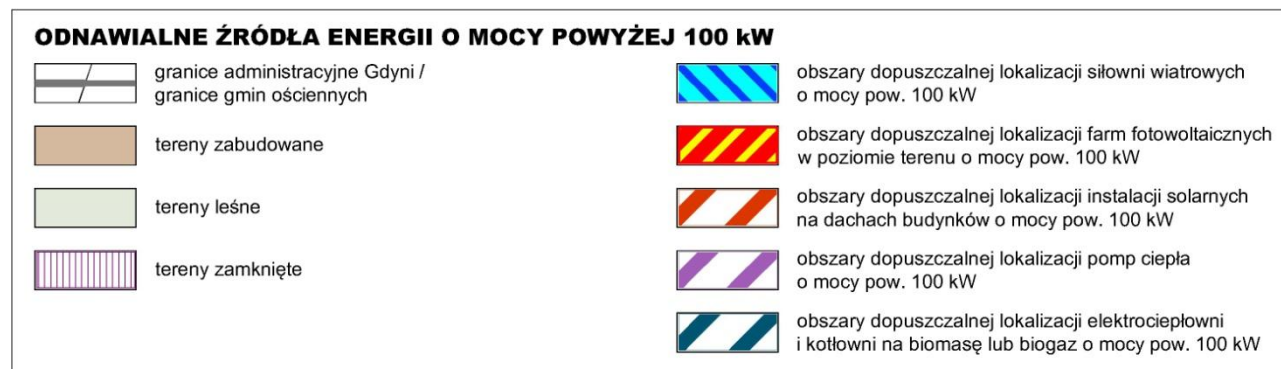 ODNAWIALNE ŹRÓDŁA ENERGII O MOCY POWYŻEJ 100 kW
granice administracyjne Gdyni /
granice gmin ościennych
tereny zabudowane
tereny leśne
tereny zamknięte
obszary dopuszczalnej lokalizacji siłowni wiatrowych
o mocy pow. 100 kW
obszary dopuszczalnej lokalizacji farm fotowoltaicznych
w poziomie terenu o mocy pow. 100 kW
obszary dopuszczalnej lokalizacji instalacji solarnych
na dachach budynków o mocy pow. 100 kW
obszary dopuszczalnej lokalizacji pomp ciepła
o mocy pow. 100 kW
obszary dopuszczalnej lokalizacji elektrociepłowni
i kotłowni na biomasę lub biogaz o mocy pow. 100 kW